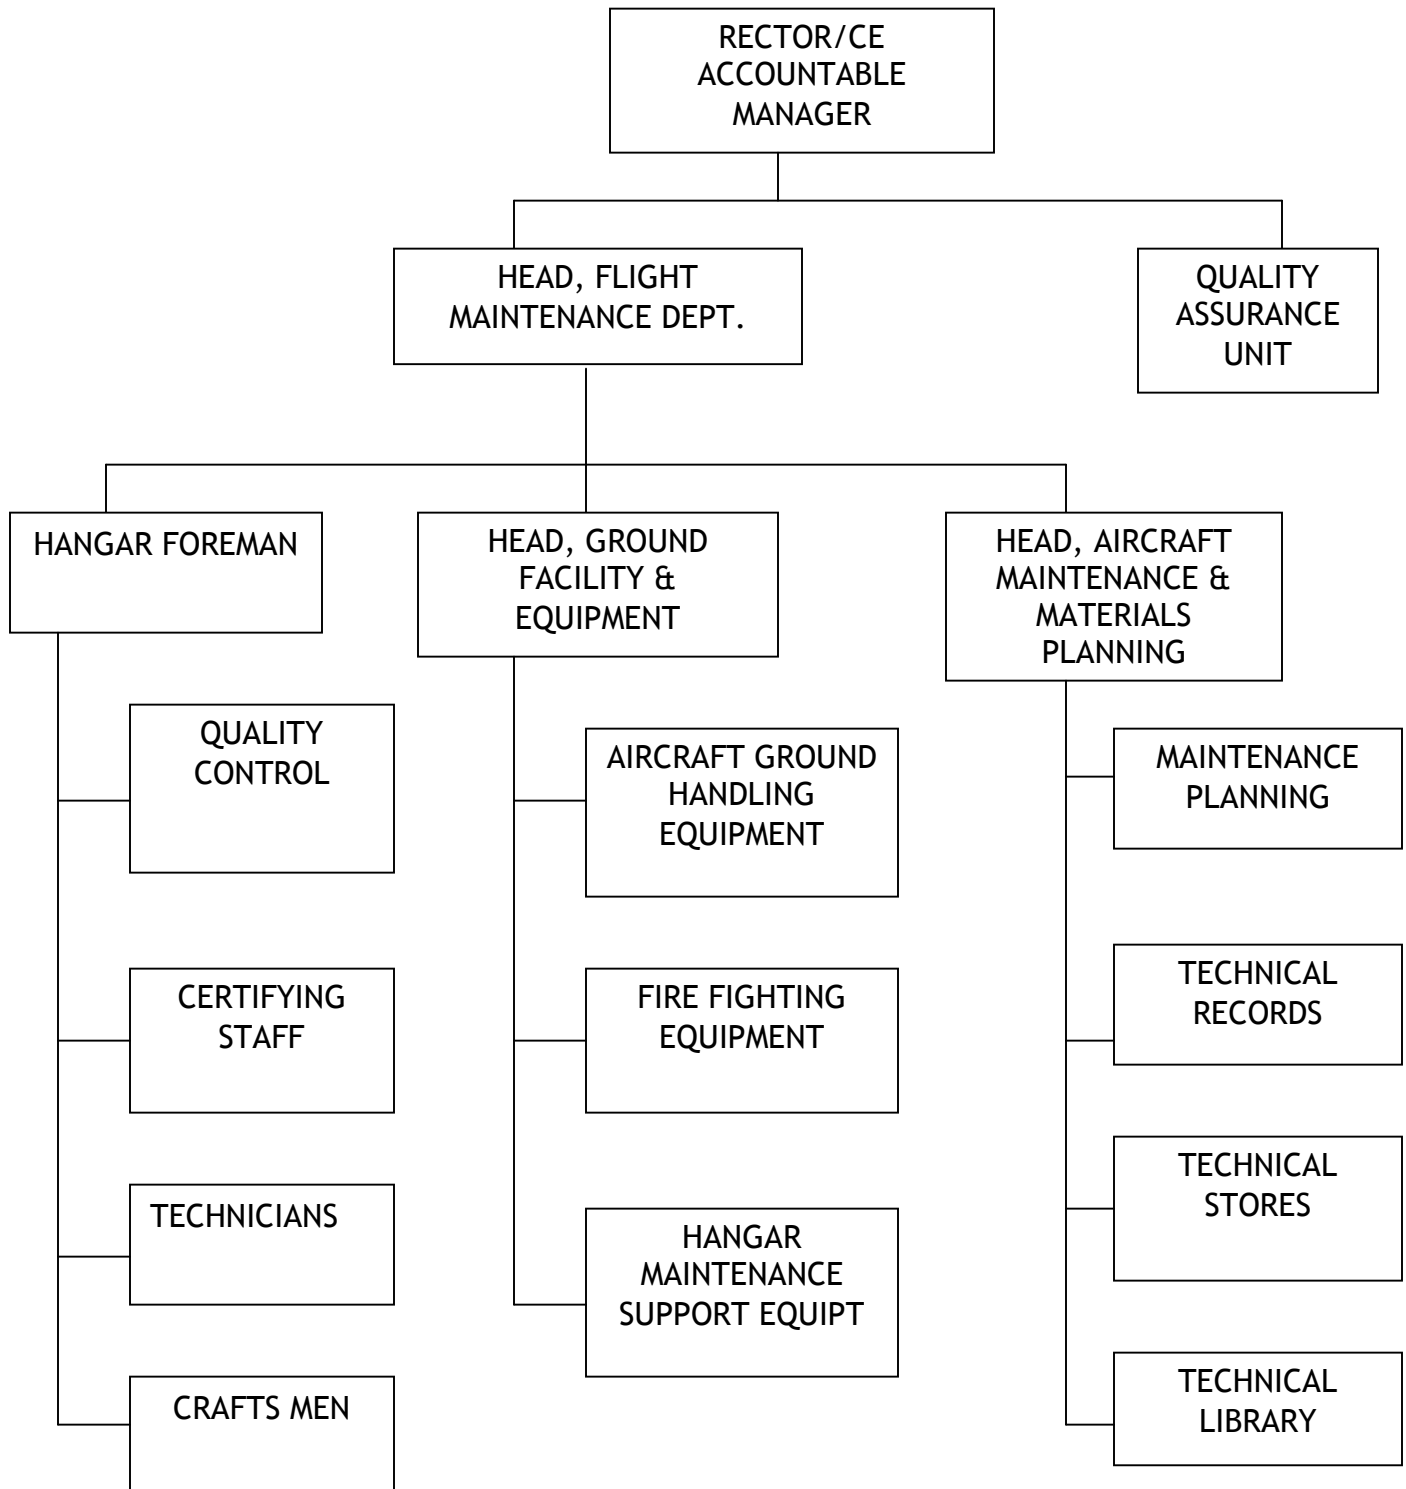 RECTOR/CE
ACCOUNTABLE
MANAGER
HEAD, FLIGHT
MAINTENANCE DEPT.
QUALITY
ASSURANCE
UNIT
HANGAR FOREMAN
HEAD, GROUND
FACILITY &
EQUIPMENT
HEAD, AIRCRAFT
MAINTENANCE &
MATERIALS
PLANNING
QUALITY
CONTROL
CERTIFYING
STAFF
TECHNICIANS
CRAFTS MEN
AIRCRAFT GROUND
HANDLING
EQUIPMENT
FIRE FIGHTING
EQUIPMENT
HANGAR
MAINTENANCE
SUPPORT EQUIPT
MAINTENANCE
PLANNING
TECHNICAL
RECORDS
TECHNICAL
STORES
TECHNICAL
LIBRARY